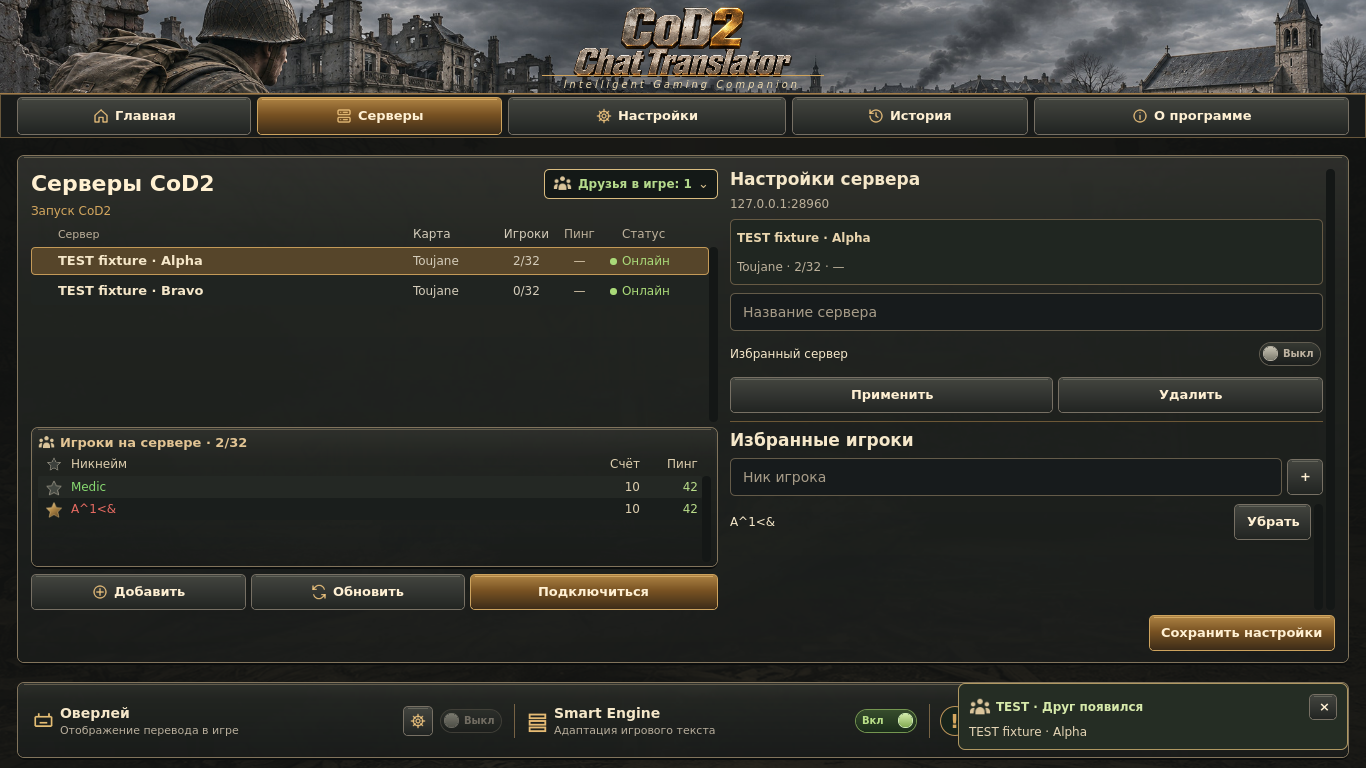 CoD2
Chat Translator
Intelligent Gaming Companion
Главная
Серверы
Настройки
История
О программе
Серверы CoD2
Друзья в игре: 1
Запуск CoD2
Сервер Карта Игроки Пинг Статус
TEST fixture · Alpha Toujane 2/32 — Онлайн
TEST fixture · Bravo Toujane 0/32 — Онлайн
Игроки на сервере · 2/32
Никнейм Счёт Пинг
Medic 10 42
A^1<& 10 42
Добавить
Обновить
Подключиться
Настройки сервера
127.0.0.1:28960
TEST fixture · Alpha
Toujane · 2/32 · —
Название сервера
Избранный сервер Выкл
Применить
Удалить
Избранные игроки
Ник игрока +
A^1<& Убрать
Сохранить настройки
Оверлей
Отображение перевода в игре
Выкл
Smart Engine
Адаптация игрового текста
Вкл
!
TEST · Друг появился
TEST fixture · Alpha